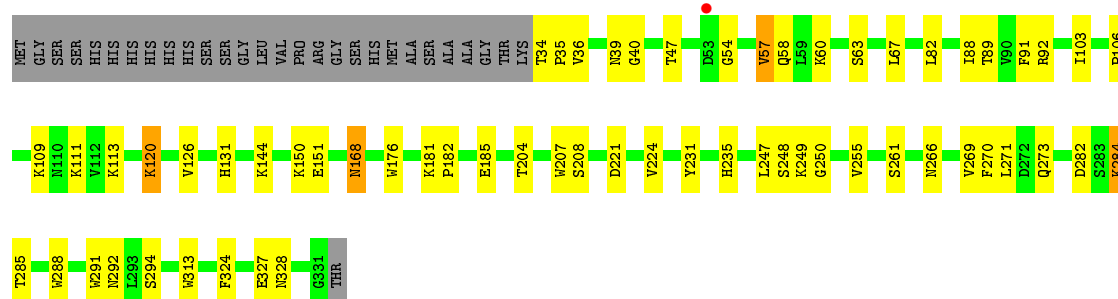 MET GLY SER SER HIS HIS HIS HIS HIS HIS SER SER GLY LEU VAL PRO ARG GLY SER HIS MET ALA SER ALA ALA GLY THR LYS T34 P35 V36 N39 G40 T47 D53 G54 V57 Q58 L59 K60 S63 L67 L82 I88 T89 V90 F91 R92 I103
K109 N110 K111 V112 K113 K120 V126 H131 K144 K150 E151 N168 W176 K181 P182 E185 T204 W207 S208 D221 V224 Y231 H235 L247 S248 K249 G250 V255 S261 N266 V269 F270 L271 D272 Q273 D282 S283 K284
T285 W288 W291 N292 L293 S294 W313 F324 E327 N328 G331 THR